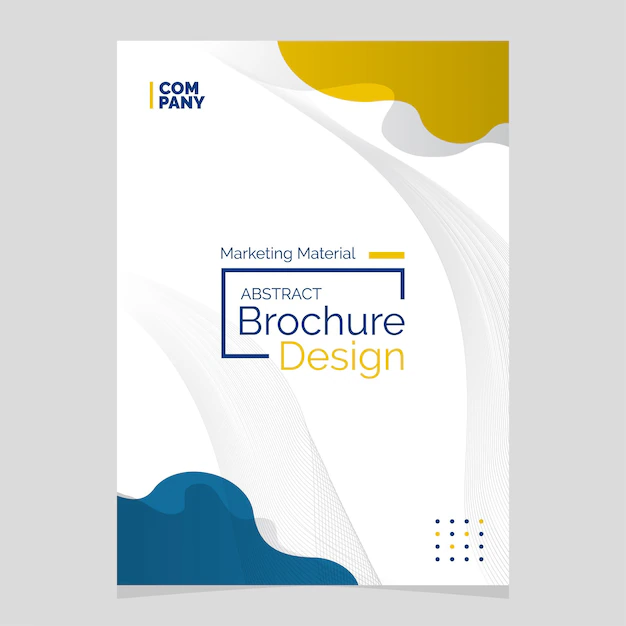 COM
PANY
Marketing Material
ABSTRACT
Brochure
Design